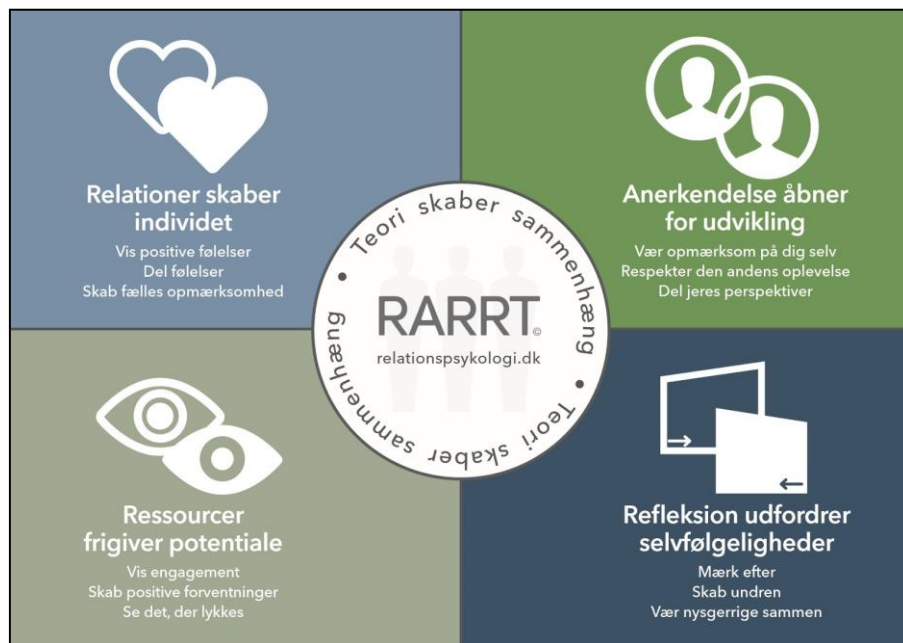 Relationer skaber
individet
Vis positive følelser
Del følelser
Skab fælles opmærksomhed
Anerkendelse åbner
for udvikling
Vær opmærksom på dig selv
Respekter den andens oplevelse
Del jeres perspektiver
Teori skaber sammenhæng • Teori skaber sammenhæng •
RARRT©
relationspsykologi.dk
Ressourcer
frigiver potentiale
Vis engagement
Skab positive forventninger
Se det, der lykkes
Refleksion udfordrer
selvfølgeligheder
Mærk efter
Skab undren
Vær nysgerrige sammen